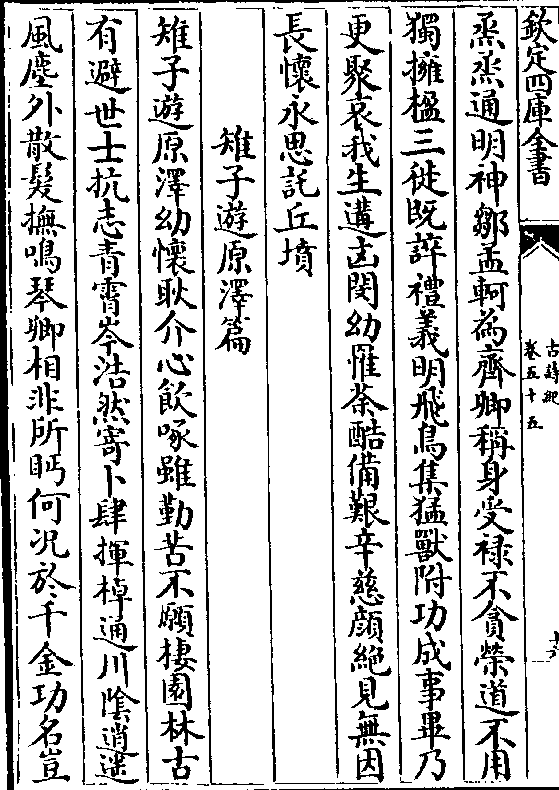 欽定四庫全書
古詩紀
卷五十五
烝烝通明神鄒孟軻為齊卿稱身受祿不貪榮道不用
獨擁楹三徙既誶禮義明飛鳥集猛獸附功成事畢乃
更聚哀我生遘凶閔幼罹荼酷備艱辛慈顔絶見無因
長懷永思託丘墳
雉子遊原澤篇
雉子遊原澤幼懷耿介心飲啄雖勤苦不願棲園林古
有避世士抗志青霄岑浩然寄卜肆揮棹通川陰逍遥
風塵外散髮撫鳴琴卿相非所眄何况於千金功名豈